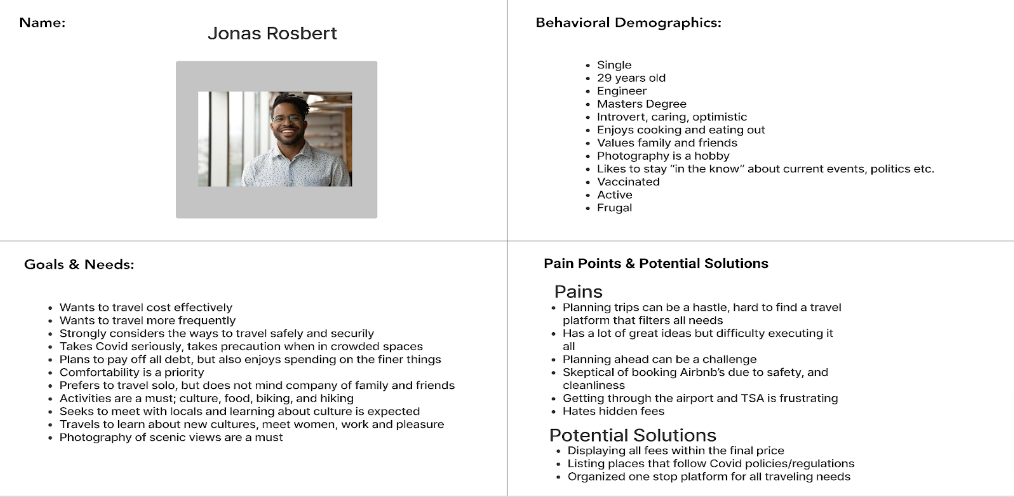 Name:
Jonas Rosbert
Behavioral Demographics:
• Single
• 29 years old
• Engineer
• Masters Degree
• Introvert, caring, optimistic
• Enjoys cooking and eating out
• Values family and friends
• Photography is a hobby
• Likes to stay “in the know” about current events, politics etc.
• Vaccinated
• Active
• Frugal
Goals & Needs:
• Wants to travel cost effectively
• Wants to travel more frequently
• Strongly considers the ways to travel safely and securily
• Takes Covid seriously, takes precaution when in crowded spaces
• Plans to pay off all debt, but also enjoys spending on the finer things
• Comfortability is a priority
• Prefers to travel solo, but does not mind company of family and friends
• Activities are a must; culture, food, biking, and hiking
• Seeks to meet with locals and learning about culture is expected
• Travels to learn about new cultures, meet women, work and pleasure
• Photography of scenic views are a must
Pain Points & Potential Solutions
Pains
• Planning trips can be a hastle, hard to find a travel
platform that filters all needs
• Has a lot of great ideas but difficulty executing it
all
• Planning ahead can be a challenge
• Skeptical of booking Airbnb’s due to safety, and
cleanliness
• Getting through the airport and TSA is frustrating
• Hates hidden fees
Potential Solutions
• Displaying all fees within the final price
• Listing places that follow Covid policies/regulations
• Organized one stop platform for all traveling needs